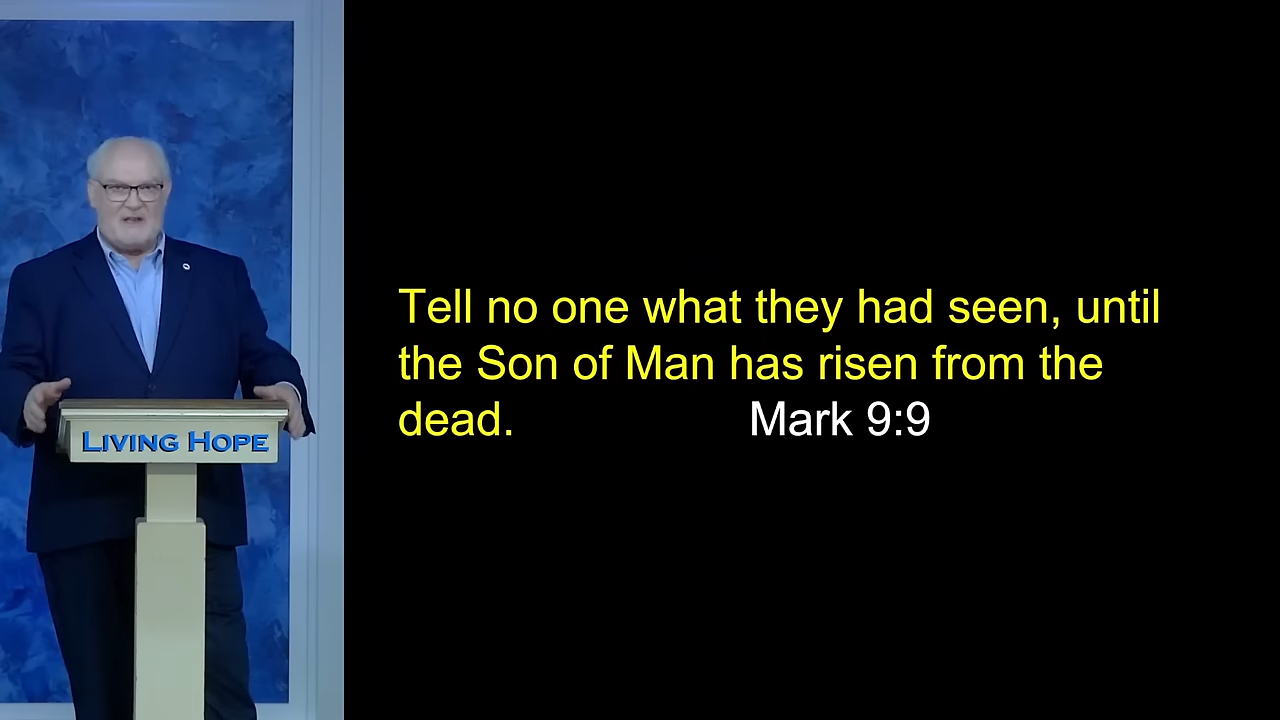 Tell no one what they had seen, until
the Son of Man has risen from the
dead. Mark 9:9
LIVING HOPE